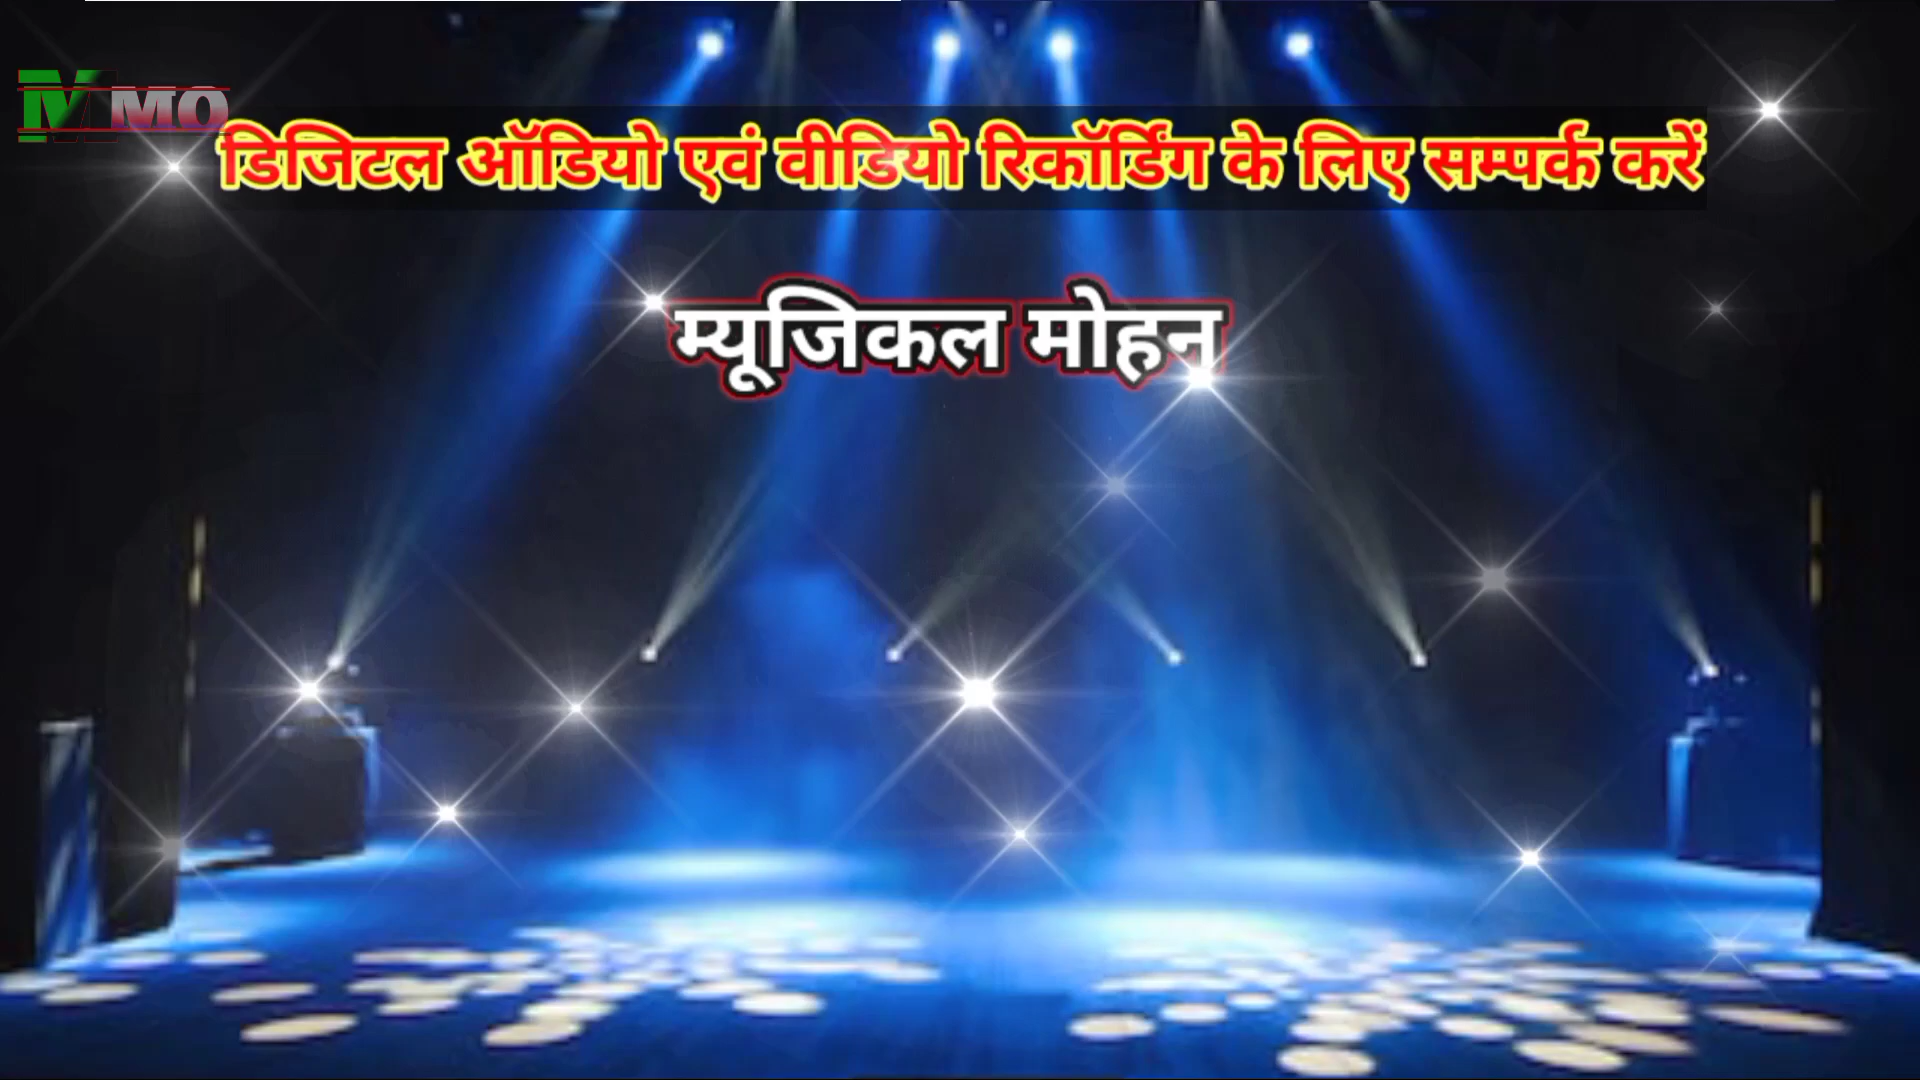 MMO
डिजिटल ऑडियो एवं वीडियो रिकॉर्डिंग के लिए सम्पर्क करें
म्यूजिकल मोहन